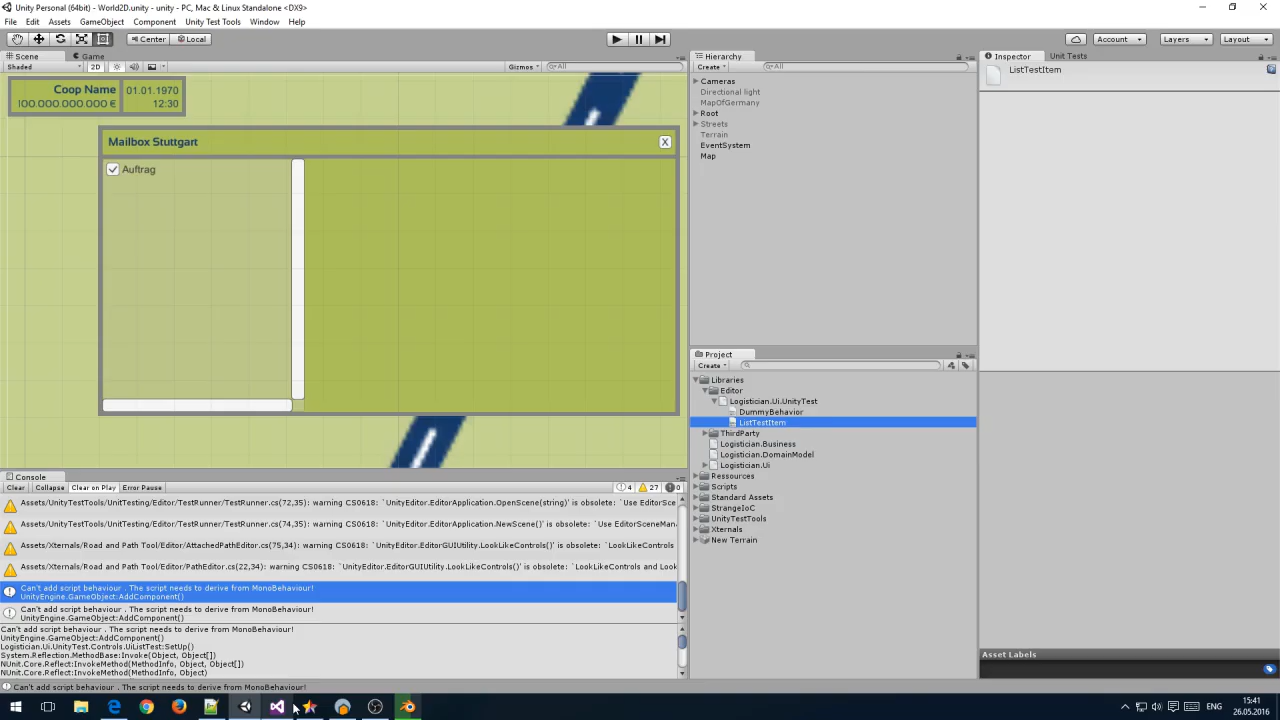 Unity Personal (64bit) - World2D.unity - unity - PC, Mac & Linux Standalone <DX9>
File Edit Assets GameObject Component Unity Test Tools Window Help
Center Local Account Layers Layout
Scene Game
Shaded 2D Gizmos All
Coop Name 01.01.1970
100.000.000.000 € 12:30
Mailbox Stuttgart X
Auftrag
Hierarchy
Create All
Cameras
Directional light
MapOfGermany
Root
Streets
Terrain
EventSystem
Map
Inspector Unit Tests
ListTestItem
Project
Create
Libraries
Editor
Logistician.Ui.UnityTest
DummyBehavior
ListTestItem
ThirdParty
Logistician.Business
Logistician.DomainModel
Logistician.Ui
Ressources
Scripts
Standard Assets
StrangeIoC
UnityTestTools
Xternals
New Terrain
Asset Labels
Console
Clear Collapse Clear on Play Error Pause 4 27 0
Assets/UnityTestTools/UnitTesting/Editor/TestRunner/TestRunner.cs(72,35): warning CS0618: `UnityEditor.EditorApplication.OpenScene(string)' is obsolete: `Use EditorSce
Assets/UnityTestTools/UnitTesting/Editor/TestRunner/TestRunner.cs(74,35): warning CS0618: `UnityEditor.EditorApplication.NewScene()' is obsolete: `Use EditorSceneMan
Assets/Xternals/Road and Path Tool/Editor/AttachedPathEditor.cs(75,34): warning CS0618: `UnityEditor.EditorGUIUtility.LookLikeControls()' is obsolete: `LookLikeControls
Assets/Xternals/Road and Path Tool/Editor/PathEditor.cs(22,34): warning CS0618: `UnityEditor.EditorGUIUtility.LookLikeControls()' is obsolete: `LookLikeControls and Look
Can't add script behaviour . The script needs to derive from MonoBehaviour!
UnityEngine.GameObject:AddComponent()
Can't add script behaviour . The script needs to derive from MonoBehaviour!
UnityEngine.GameObject:AddComponent()
Can't add script behaviour . The script needs to derive from MonoBehaviour!
UnityEngine.GameObject:AddComponent()
Logistician.Ui.UnityTest.Controls.UiListTest:SetUp()
System.Reflection.MethodBase:Invoke(Object, Object[])
NUnit.Core.Reflect:InvokeMethod(MethodInfo, Object, Object[])
NUnit.Core.Reflect:InvokeMethod(MethodInfo, Object)
Can't add script behaviour . The script needs to derive from MonoBehaviour!
ENG 15:41
26.05.2016